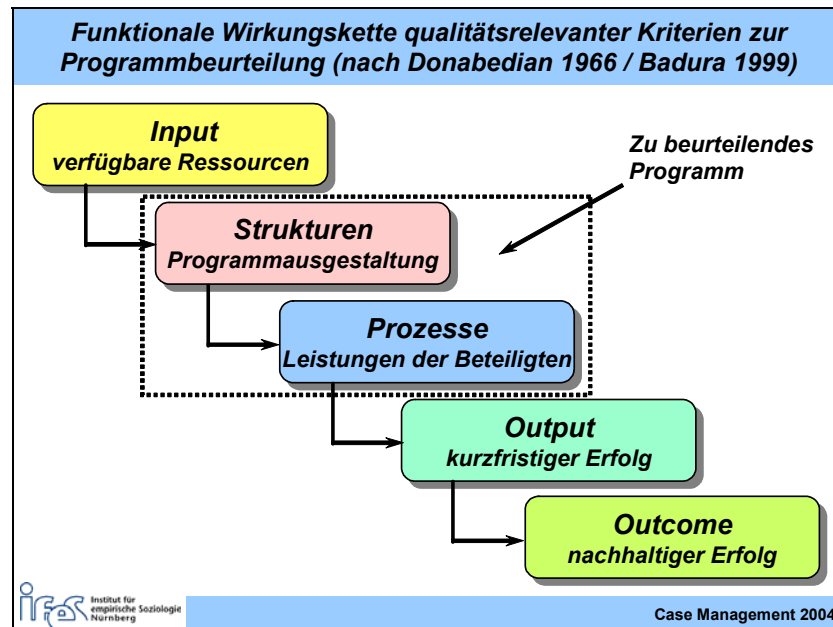 Funktionale Wirkungskette qualitätsrelevanter Kriterien zur
Programmbeurteilung (nach Donabedian 1966 / Badura 1999)
Input
verfügbare Ressourcen
Zu beurteilendes
Programm
Strukturen
Programmausgestaltung
Prozesse
Leistungen der Beteiligten
Output
kurzfristiger Erfolg
Outcome
nachhaltiger Erfolg
ifes
Institut für
empirische Soziologie
Nürnberg
Case Management 2004